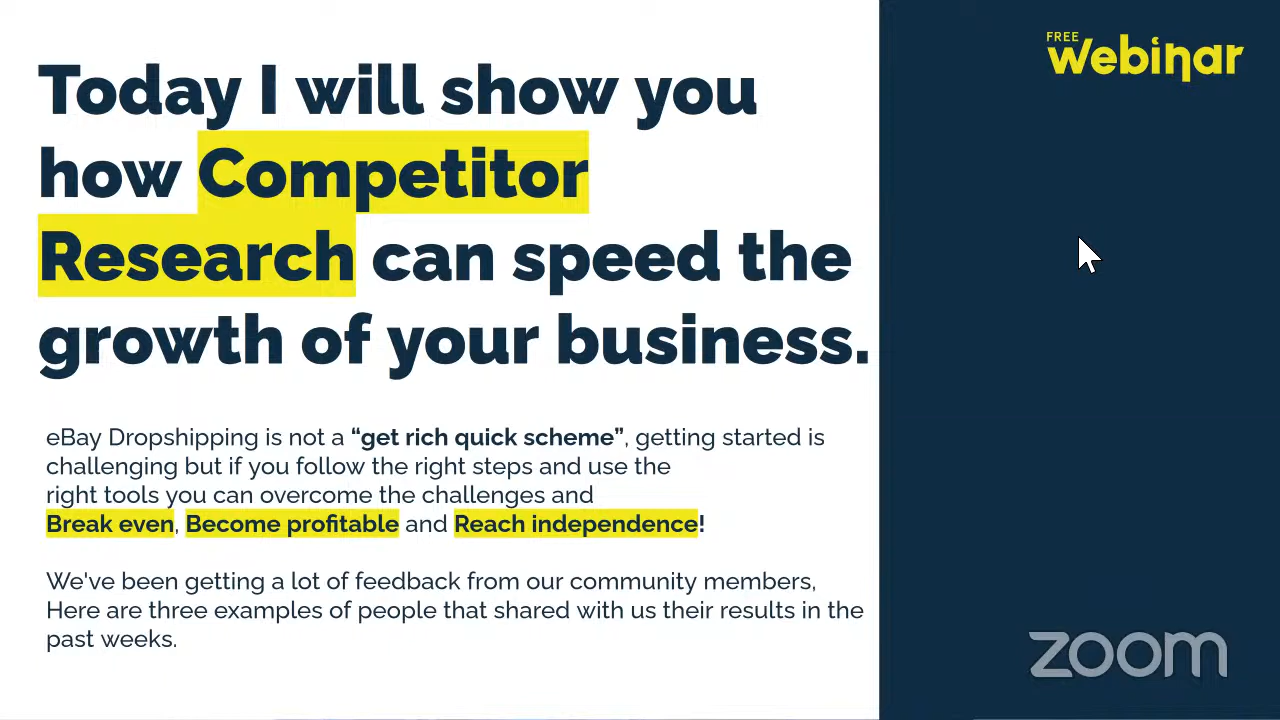 Today I will show you
how Competitor
Research can speed the
growth of your business.
eBay Dropshipping is not a “get rich quick scheme”, getting started is
challenging but if you follow the right steps and use the
right tools you can overcome the challenges and
Break even, Become profitable and Reach independence!
We've been getting a lot of feedback from our community members,
Here are three examples of people that shared with us their results in the
past weeks.
FREE
Webinar
zoom